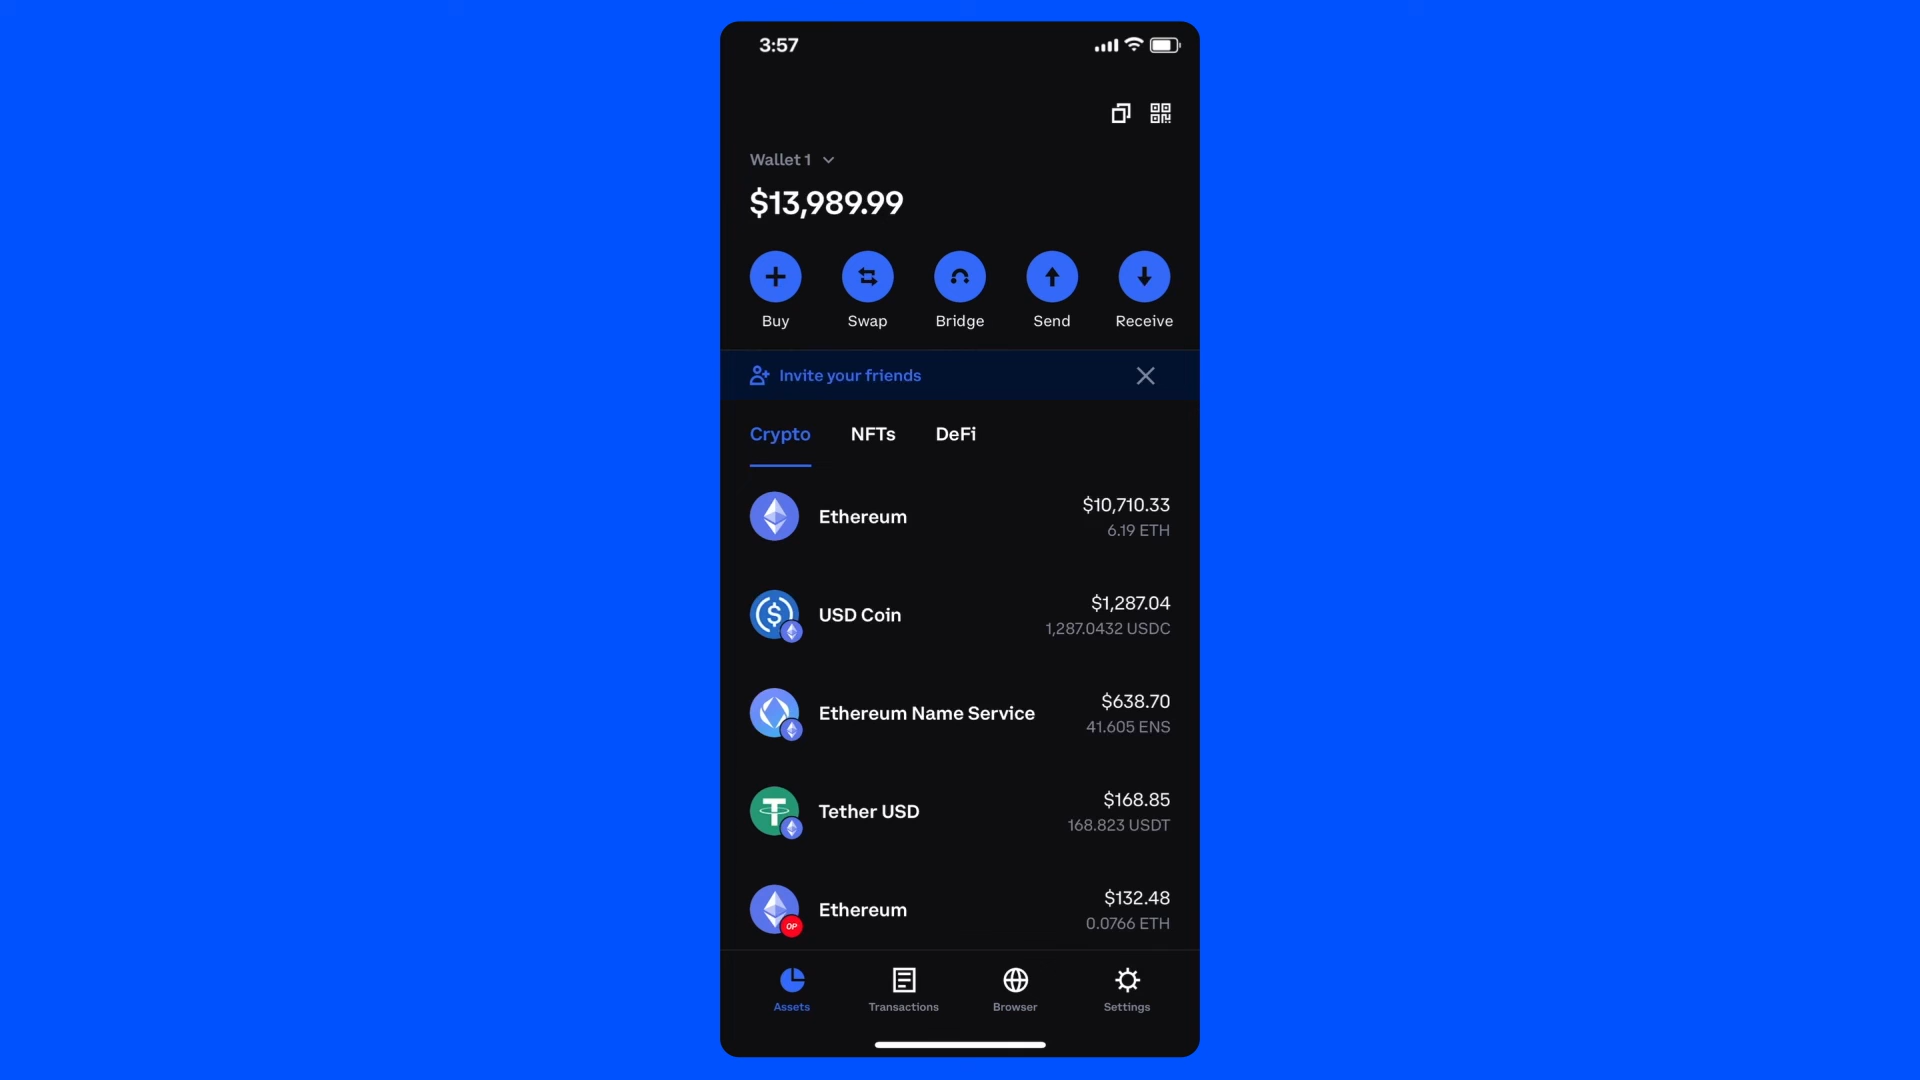 3:57
Wallet 1
$13,989.99
Buy Swap Bridge Send Receive
Invite your friends
Crypto NFTs DeFi
Ethereum $10,710.33
6.19 ETH
USD Coin $1,287.04
1,287.0432 USDC
Ethereum Name Service $638.70
41.605 ENS
Tether USD $168.85
168.823 USDT
Ethereum $132.48
OP 0.0766 ETH
Assets Transactions Browser Settings